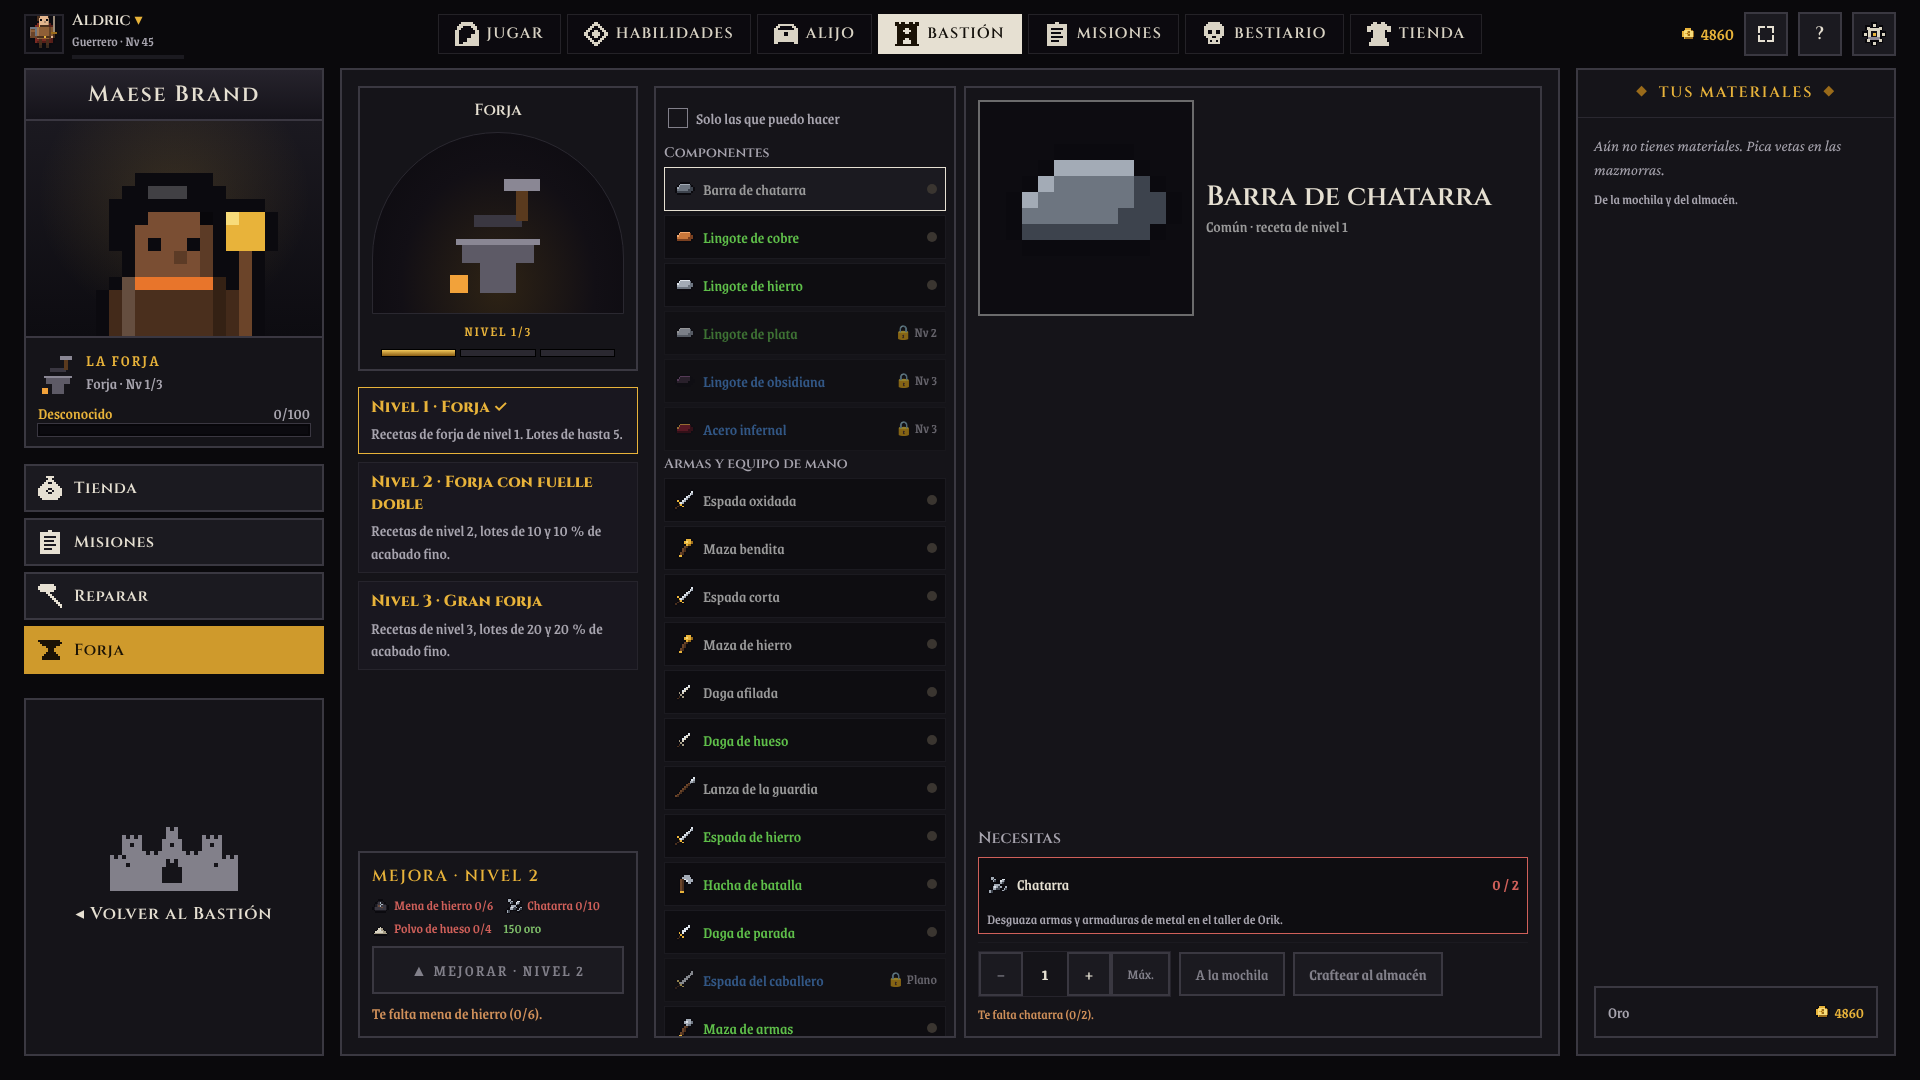 Aldric ▼
Guerrero · Nv 45
JUGAR
HABILIDADES
ALIJO
BASTIÓN
MISIONES
BESTIARIO
TIENDA
4860
?
Maese Brand
LA FORJA
Forja · Nv 1/3
Desconocido 0/100
Tienda
Misiones
Reparar
Forja
◂ Volver al Bastión
Forja
NIVEL 1/3
Nivel 1 · Forja ✓
Recetas de forja de nivel 1. Lotes de hasta 5.
Nivel 2 · Forja con fuelle
doble
Recetas de nivel 2, lotes de 10 y 10 % de
acabado fino.
Nivel 3 · Gran forja
Recetas de nivel 3, lotes de 20 y 20 % de
acabado fino.
MEJORA · NIVEL 2
Mena de hierro 0/6 Chatarra 0/10
Polvo de hueso 0/4 150 oro
▲ MEJORAR · NIVEL 2
Te falta mena de hierro (0/6).
Solo las que puedo hacer
Componentes
Barra de chatarra
Lingote de cobre
Lingote de hierro
Lingote de plata Nv 2
Lingote de obsidiana Nv 3
Acero infernal Nv 3
Armas y equipo de mano
Espada oxidada
Maza bendita
Espada corta
Maza de hierro
Daga afilada
Daga de hueso
Lanza de la guardia
Espada de hierro
Hacha de batalla
Daga de parada
Espada del caballero Plano
Maza de armas
Barra de chatarra
Común · receta de nivel 1
Necesitas
Chatarra 0 / 2
Desguaza armas y armaduras de metal en el taller de Orik.
− 1 + Máx. A la mochila Craftear al almacén
Te falta chatarra (0/2).
◆ TUS MATERIALES ◆
Aún no tienes materiales. Pica vetas en las
mazmorras.
De la mochila y del almacén.
Oro 4860